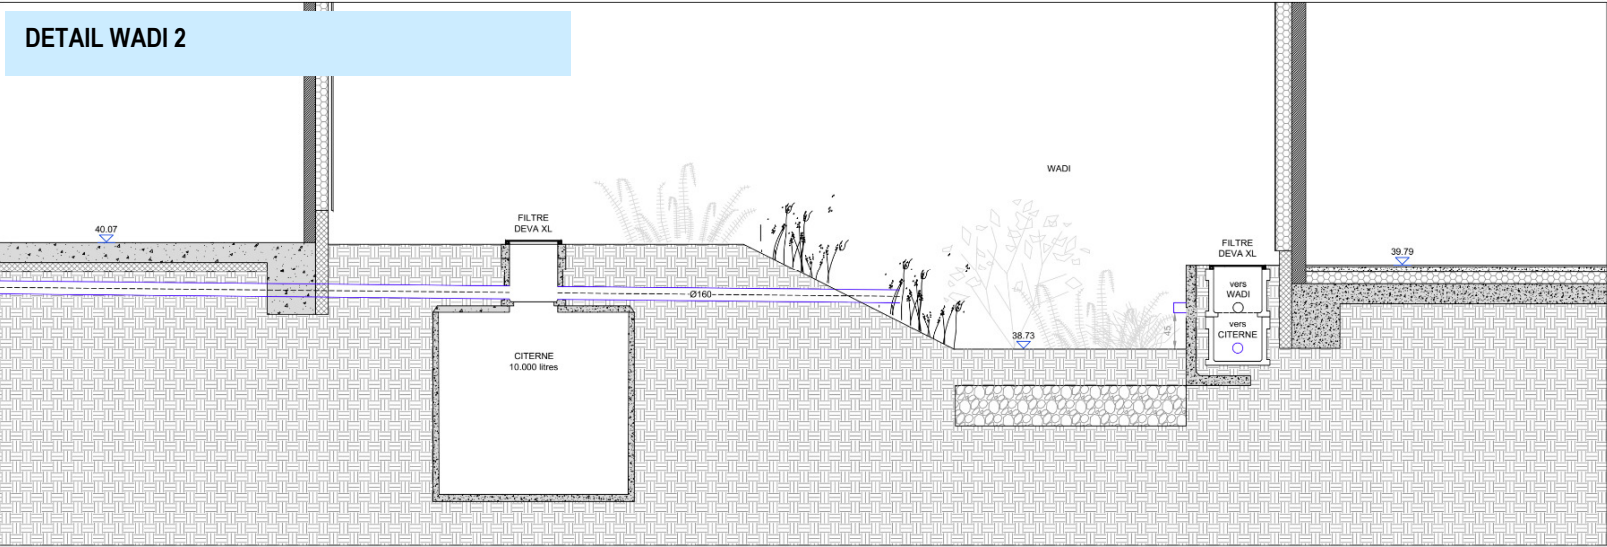 DETAIL WADI 2
WADI
40.07
FILTRE
DEVA XL
FILTRE
DEVA XL
39.79
vers
WADI
Ø160
vers
CITERNE
45
38.73
CITERNE
10.000 litres